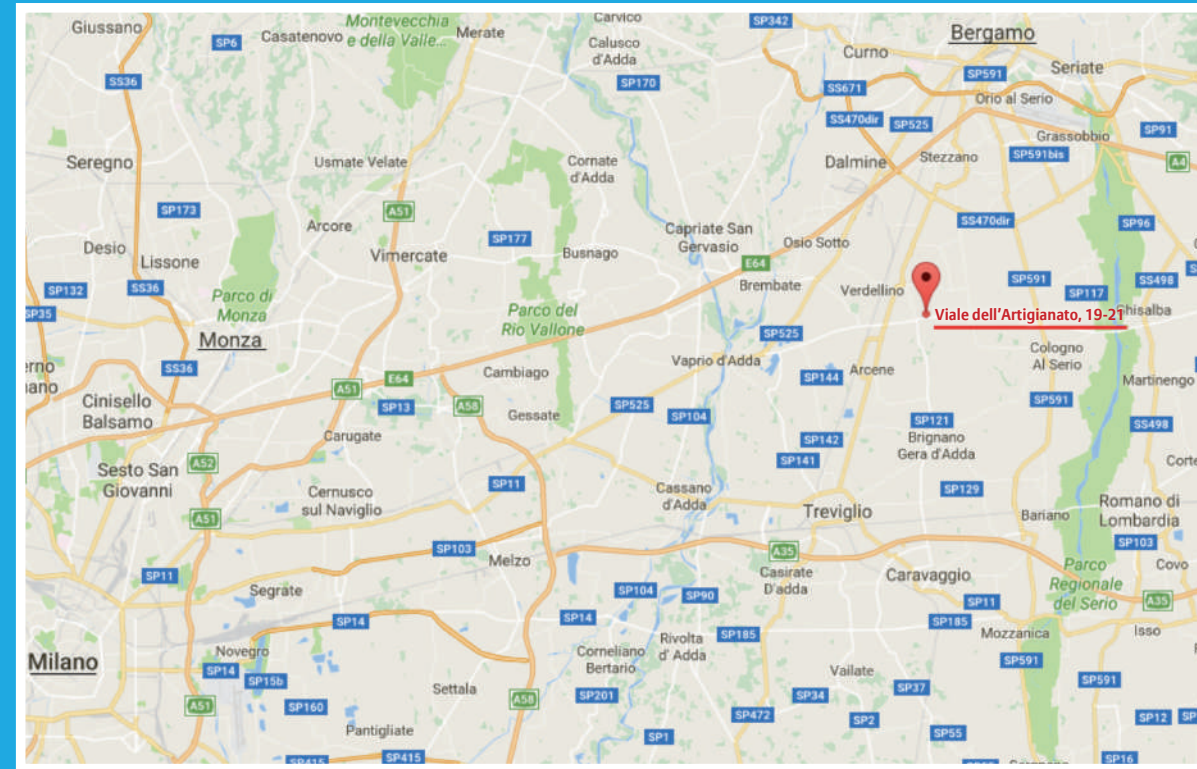 Giussano
SP6
Casatenovo
Montevecchia
e della Valle...
Merate
Carvico
Calusco
d'Adda
SP170
SP342
Curno
Bergamo
SP591
Seriate
SS36
SS671
Orio al Serio
SS470dir
SP525
Grassobbio
SP91
Seregno
Usmate Velate
Cornate
d'Adda
Dalmine
Stezzano
SP591bis
A4
SP173
Arcore
A51
SP177
Capriate San
Gervasio
Osio Sotto
SS470dir
SP96
Desio
Lissone
Vimercate
Busnago
E64
Brembate
Verdellino
SP591
SP117
SS498
SP132
SS36
SP35
Parco di
Monza
Monza
Parco del
Rio Vallone
Viale dell'Artigianato, 19-21
Ghisalba
SP525
Vaprio d'Adda
Cologno
Al Serio
SS36
A51
E64
SP13
A58
Cambiago
SP144
Arcene
Martinengo
Cinisello
Balsamo
Gessate
SP525
SP104
SP591
SP121
SS498
Carugate
SP142
SP141
Brignano
Gera d'Adda
Sesto San
Giovanni
A52
A51
Cernusco
sul Naviglio
SP11
Cassano
d'Adda
Treviglio
SP129
Bariano
Romano di
Lombardia
SP103
SP103
Melzo
A35
Casirate
D'adda
Caravaggio
Parco
Regionale
del Serio
Covo
A35
SP11
Segrate
SP104
SP90
SP11
SP185
SP14
SP14
Novegro
Milano
SP14
SP15b
Corneliano
Bertario
Rivolta
d' Adda
SP185
Mozzanica
Isso
SP591
SP591
A51
SP160
Settala
A58
SP201
Vailate
SP34
SP37
SP472
SP2
SP12
Pantigliate
SP1
SP55
SP415
SP415
SP16